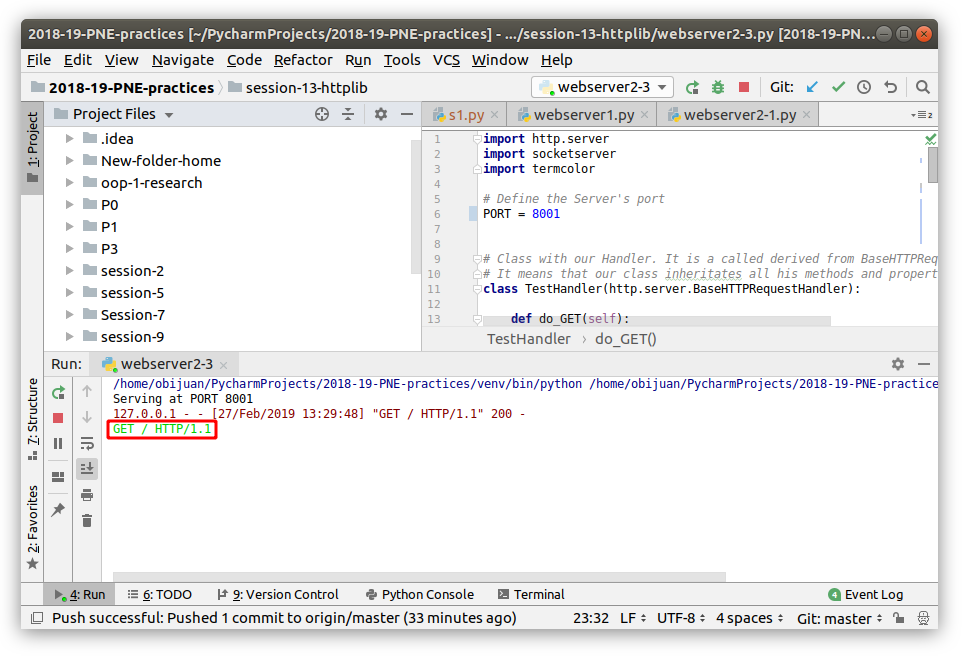 2018-19-PNE-practices [~/PycharmProjects/2018-19-PNE-practices] - .../session-13-httplib/webserver2-3.py [2018-19-PN...
File Edit View Navigate Code Refactor Run Tools VCS Window Help
2018-19-PNE-practices session-13-httplib webserver2-3 Git:
1: Project
Project Files
s1.py webserver1.py webserver2-1.py 2
.idea
New-folder-home
oop-1-research
P0
P1
P3
session-2
session-5
Session-7
session-9
1 import http.server
2 import socketserver
3 import termcolor
4
5 # Define the Server's port
6 PORT = 8001
7
8
9 # Class with our Handler. It is a called derived from BaseHTTPRequ
10 # It means that our class inheritates all his methods and propert
11 class TestHandler(http.server.BaseHTTPRequestHandler):
12
13 def do_GET(self):
TestHandler › do_GET()
Run: webserver2-3
7: Structure
2: Favorites
/home/obijuan/PycharmProjects/2018-19-PNE-practices/venv/bin/python /home/obijuan/PycharmProjects/2018-19-PNE-practice
Serving at PORT 8001
127.0.0.1 - - [27/Feb/2019 13:29:48] "GET / HTTP/1.1" 200 -
GET / HTTP/1.1
4: Run 6: TODO 9: Version Control Python Console Terminal 4 Event Log
Push successful: Pushed 1 commit to origin/master (33 minutes ago) 23:32 LF UTF-8 4 spaces Git: master